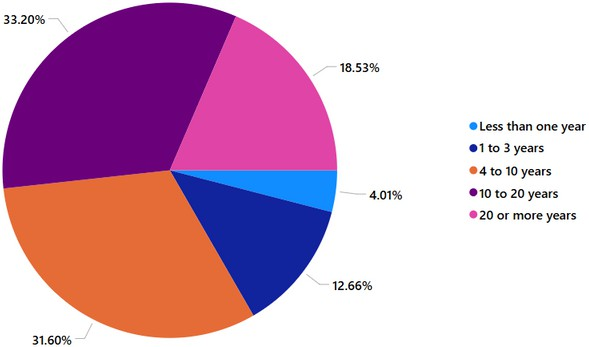 33.20%
18.53%
4.01%
12.66%
31.60%
Less than one year
1 to 3 years
4 to 10 years
10 to 20 years
20 or more years